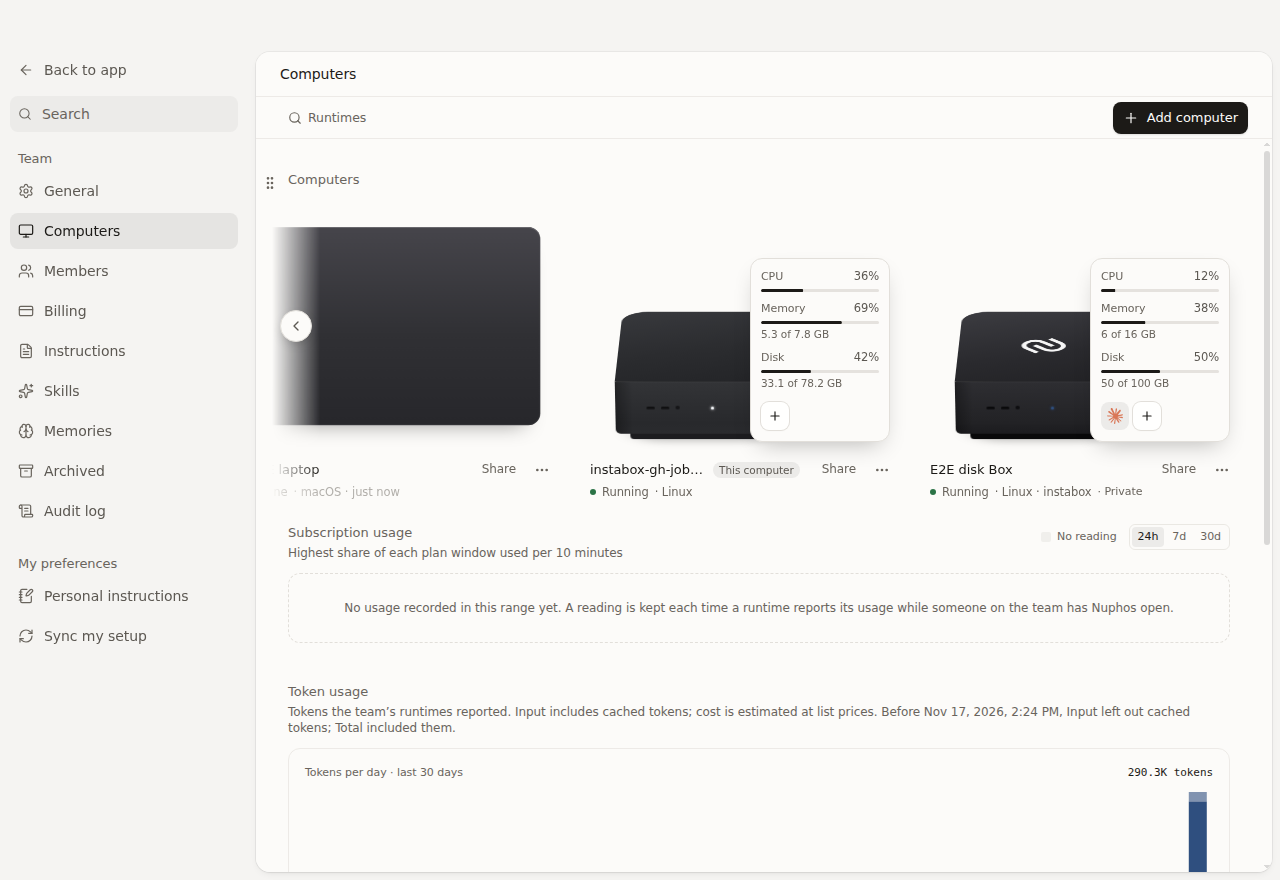 Back to app
Search
Team
General
Computers
Members
Billing
Instructions
Skills
Memories
Archived
Audit log
My preferences
Personal instructions
Sync my setup
Computers
Runtimes
Add computer
Computers
CPU 36%
Memory 69%
5.3 of 7.8 GB
Disk 42%
33.1 of 78.2 GB
CPU 12%
Memory 38%
6 of 16 GB
Disk 50%
50 of 100 GB
laptop Share
· macOS · just now
instabox-gh-job… This computer Share
Running · Linux
E2E disk Box Share
Running · Linux · instabox · Private
Subscription usage
Highest share of each plan window used per 10 minutes
No reading 24h 7d 30d
No usage recorded in this range yet. A reading is kept each time a runtime reports its usage while someone on the team has Nuphos open.
Token usage
Tokens the team’s runtimes reported. Input includes cached tokens; cost is estimated at list prices. Before Nov 17, 2026, 2:24 PM, Input left out cached
tokens; Total included them.
Tokens per day · last 30 days 290.3K tokens